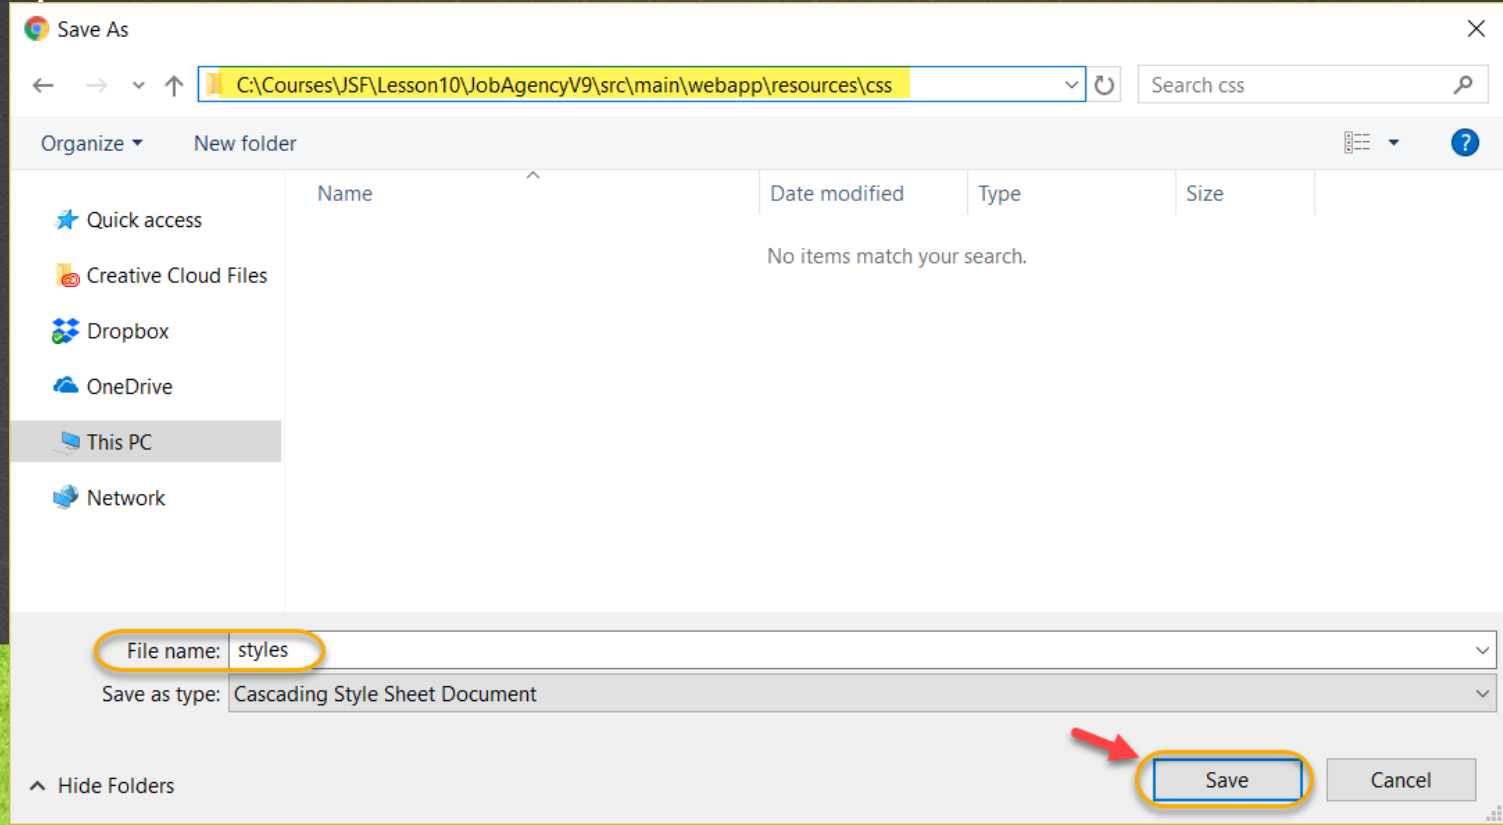 Save As
C:\Courses\JSF\Lesson10\JobAgencyV9\src\main\webapp\resources\css
Search css
Organize
New folder
?
Name
Date modified
Type
Size
Quick access
Creative Cloud Files
Dropbox
OneDrive
This PC
Network
No items match your search.
File name: styles
Save as type: Cascading Style Sheet Document
Hide Folders
Save
Cancel